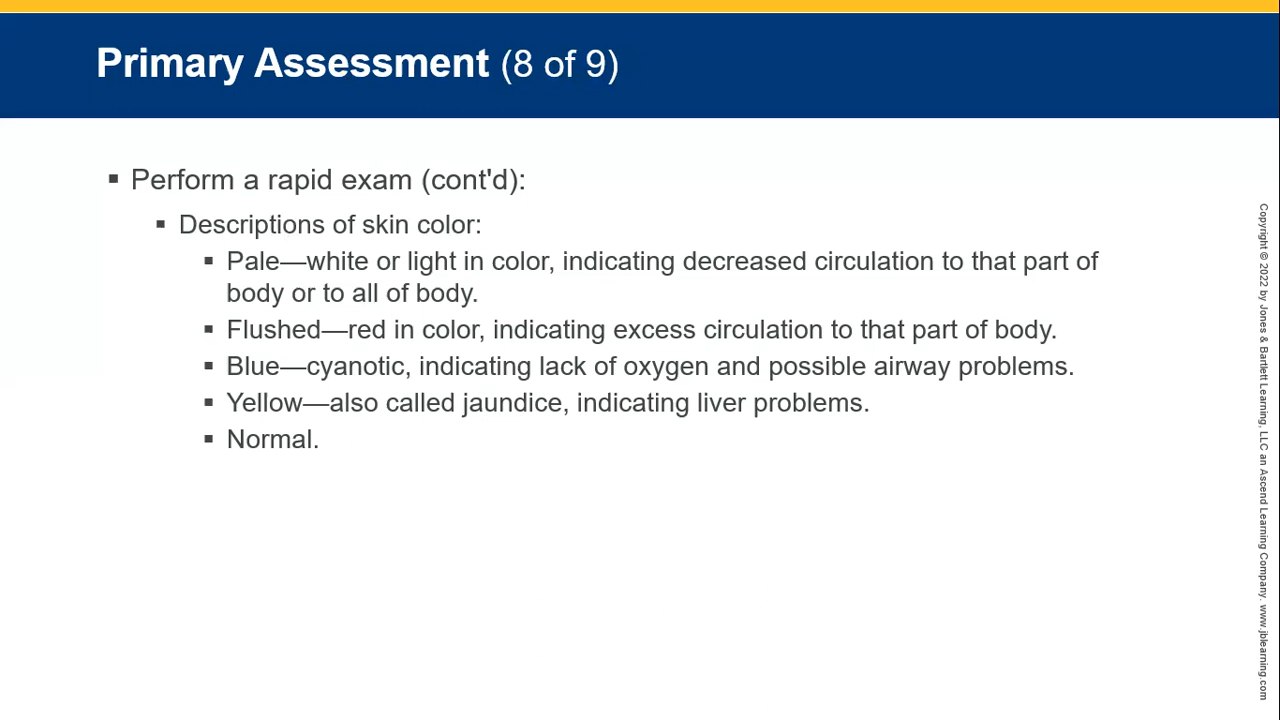 Primary Assessment (8 of 9)
▪ Perform a rapid exam (cont'd):
▪ Descriptions of skin color:
▪ Pale—white or light in color, indicating decreased circulation to that part of
body or to all of body.
▪ Flushed—red in color, indicating excess circulation to that part of body.
▪ Blue—cyanotic, indicating lack of oxygen and possible airway problems.
▪ Yellow—also called jaundice, indicating liver problems.
▪ Normal.
Copyright © 2022 by Jones & Bartlett Learning, LLC an Ascend Learning Company. www.jblearning.com